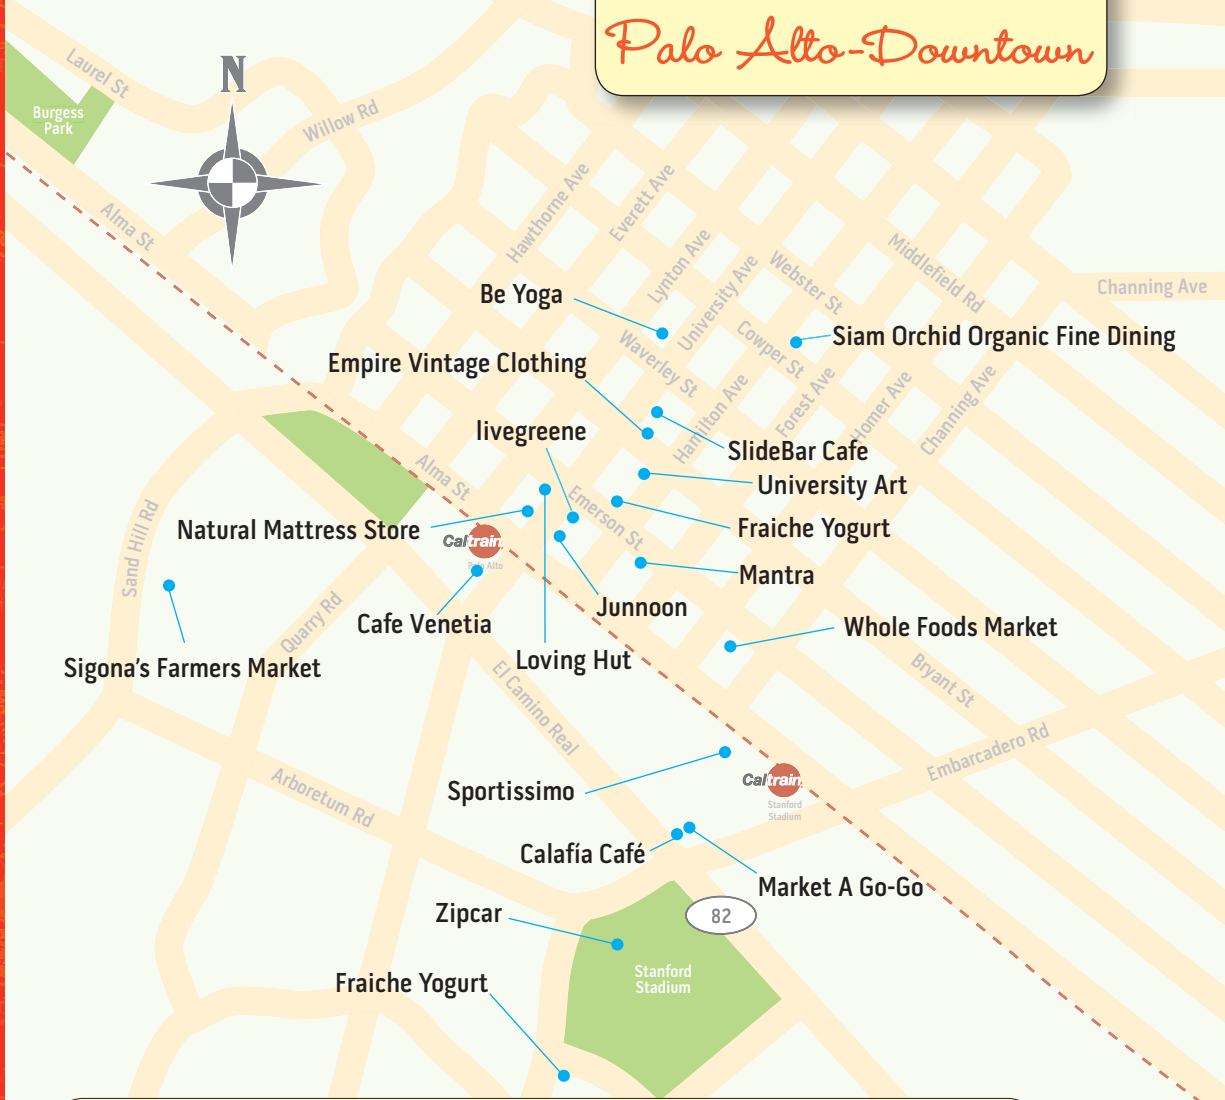 Palo Alto-Downtown
Laurel St
N
Burgess
Park
Willow Rd
Alma St
Hawthorne Ave
Everett Ave
Lynton Ave
University Ave
Webster St
Middlefield Rd
Channing Ave
Be Yoga
Siam Orchid Organic Fine Dining
Waverley St
Cowper St
Empire Vintage Clothing
Hamilton Ave
Forest Ave
Homer Ave
Channing Ave
livegreene
SlideBar Cafe
Alma St
University Art
Emerson St
Natural Mattress Store
Fraiche Yogurt
Caltrain
Palo Alto
Sand Hill Rd
Mantra
Junnoon
Quarry Rd
Cafe Venetia
Whole Foods Market
Sigona's Farmers Market
Loving Hut
El Camino Real
Bryant St
Embarcadero Rd
Arboretum Rd
Sportissimo
Caltrain
Stanford
Stadium
Calafía Café
Market A Go-Go
Zipcar
82
Stanford
Stadium
Fraiche Yogurt